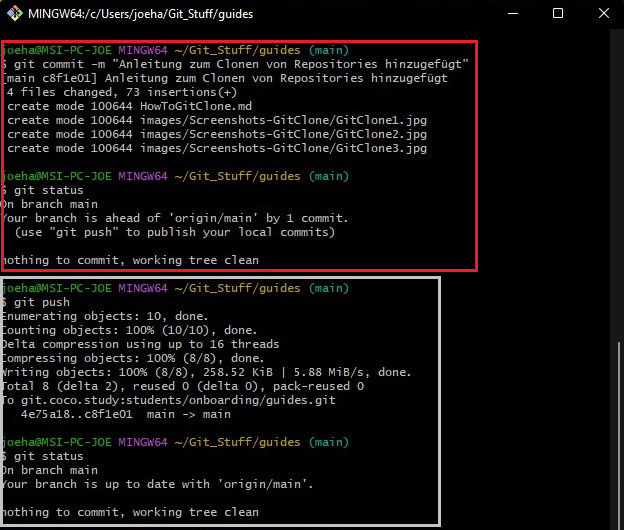 MINGW64:/c/Users/joeha/Git_Stuff/guides
joeha@MSI-PC-JOE MINGW64 ~/Git_Stuff/guides (main)
$ git commit -m "Anleitung zum Clonen von Repositories hinzugefügt"
[main c8f1e01] Anleitung zum Clonen von Repositories hinzugefügt
4 files changed, 73 insertions(+)
create mode 100644 HowToGitClone.md
create mode 100644 images/Screenshots-GitClone/GitClone1.jpg
create mode 100644 images/Screenshots-GitClone/GitClone2.jpg
create mode 100644 images/Screenshots-GitClone/GitClone3.jpg
joeha@MSI-PC-JOE MINGW64 ~/Git_Stuff/guides (main)
$ git status
On branch main
Your branch is ahead of 'origin/main' by 1 commit.
(use "git push" to publish your local commits)
nothing to commit, working tree clean
joeha@MSI-PC-JOE MINGW64 ~/Git_Stuff/guides (main)
$ git push
Enumerating objects: 10, done.
Counting objects: 100% (10/10), done.
Delta compression using up to 16 threads
Compressing objects: 100% (8/8), done.
Writing objects: 100% (8/8), 258.52 KiB | 5.88 MiB/s, done.
Total 8 (delta 2), reused 0 (delta 0), pack-reused 0
To git.coco.study:students/onboarding/guides.git
4e75a18..c8f1e01  main -> main
joeha@MSI-PC-JOE MINGW64 ~/Git_Stuff/guides (main)
$ git status
On branch main
Your branch is up to date with 'origin/main'.
nothing to commit, working tree clean